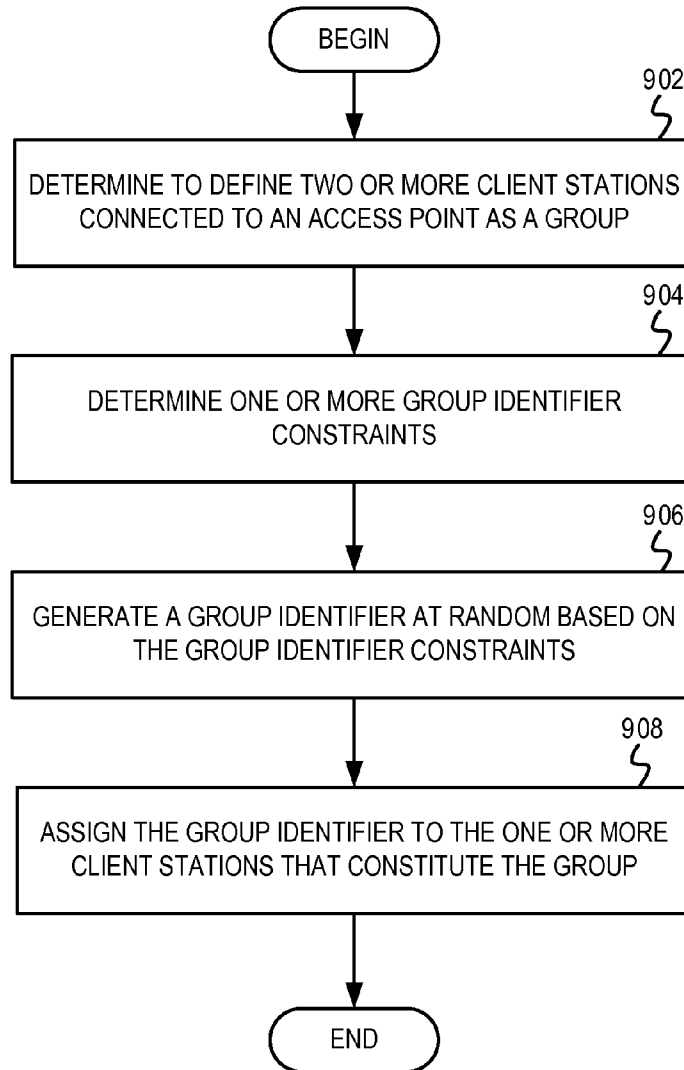 BEGIN
902
DETERMINE TO DEFINE TWO OR MORE CLIENT STATIONS
CONNECTED TO AN ACCESS POINT AS A GROUP
904
DETERMINE ONE OR MORE GROUP IDENTIFIER
CONSTRAINTS
906
GENERATE A GROUP IDENTIFIER AT RANDOM BASED ON
THE GROUP IDENTIFIER CONSTRAINTS
908
ASSIGN THE GROUP IDENTIFIER TO THE ONE OR MORE
CLIENT STATIONS THAT CONSTITUTE THE GROUP
END